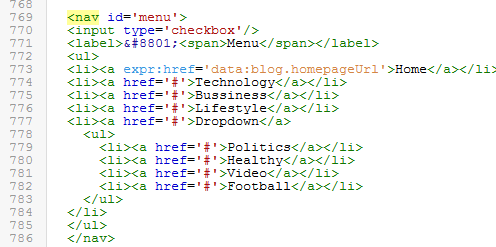 768
769 <nav id='menu'>
770 <input type='checkbox'/>
771 <label>&#8801;<span>Menu</span></label>
772 <ul>
773 <li><a expr:href='data:blog.homepageUrl'>Home</a></li>
774 <li><a href='#'>Technology</a></li>
775 <li><a href='#'>Bussiness</a></li>
776 <li><a href='#'>Lifestyle</a></li>
777 <li><a href='#'>Dropdown</a>
778 <ul>
779 <li><a href='#'>Politics</a></li>
780 <li><a href='#'>Healthy</a></li>
781 <li><a href='#'>Video</a></li>
782 <li><a href='#'>Football</a></li>
783 </ul>
784 </li>
785 </ul>
786 </nav>